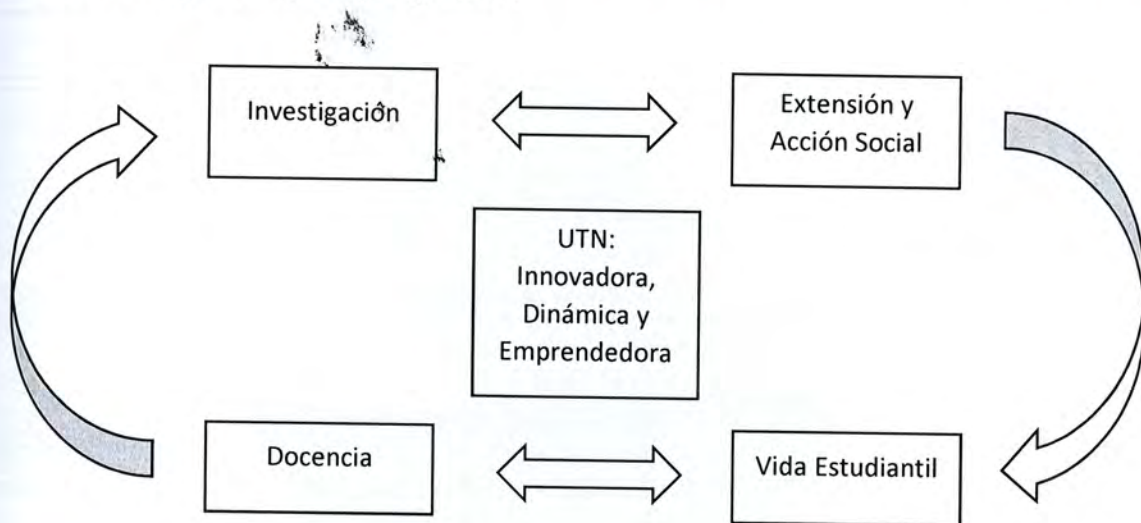 Investigación
Extensión y
Acción Social
UTN:
Innovadora,
Dinámica y
Emprendedora
Docencia
Vida Estudiantil